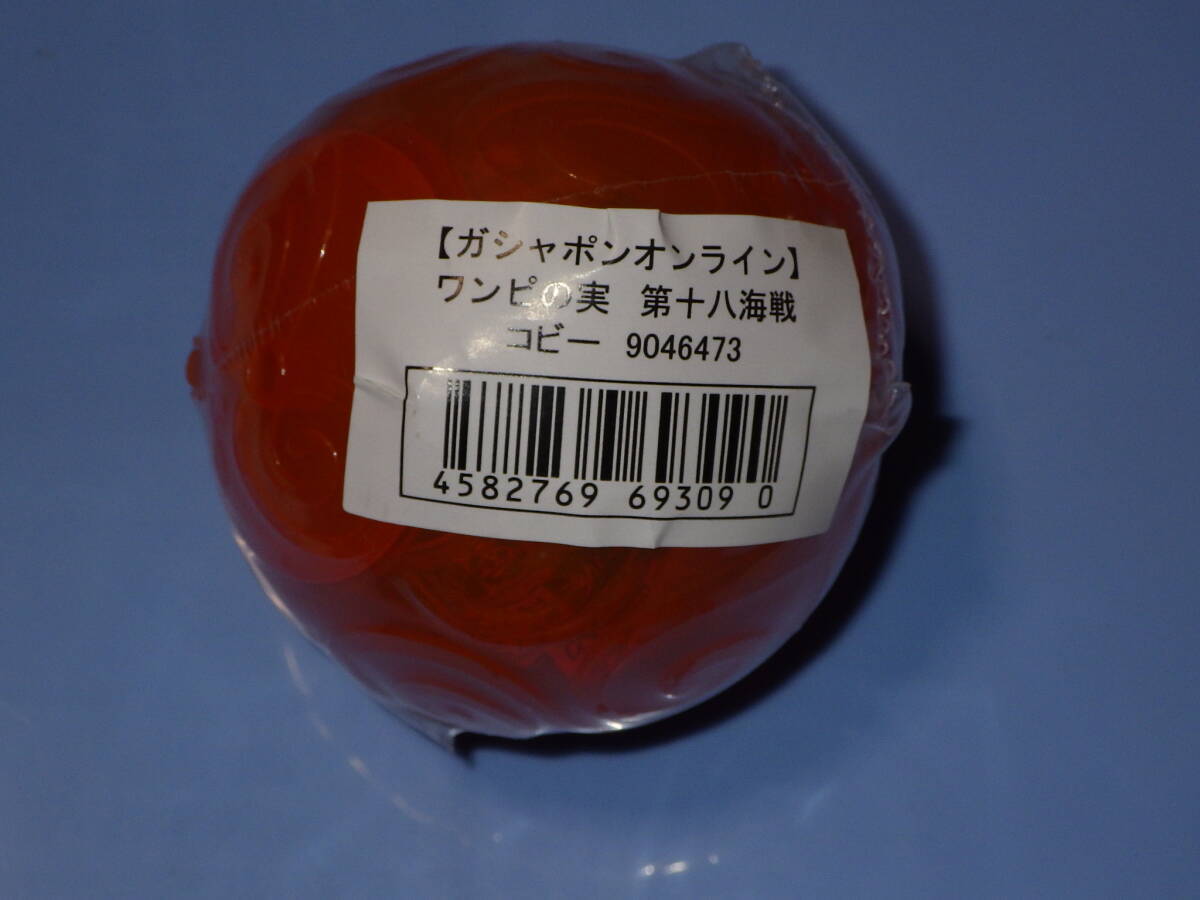 【ガシャポンオンライン】
ワンピの実　第十八海戦
コビー　9046473
4582769 69309 0